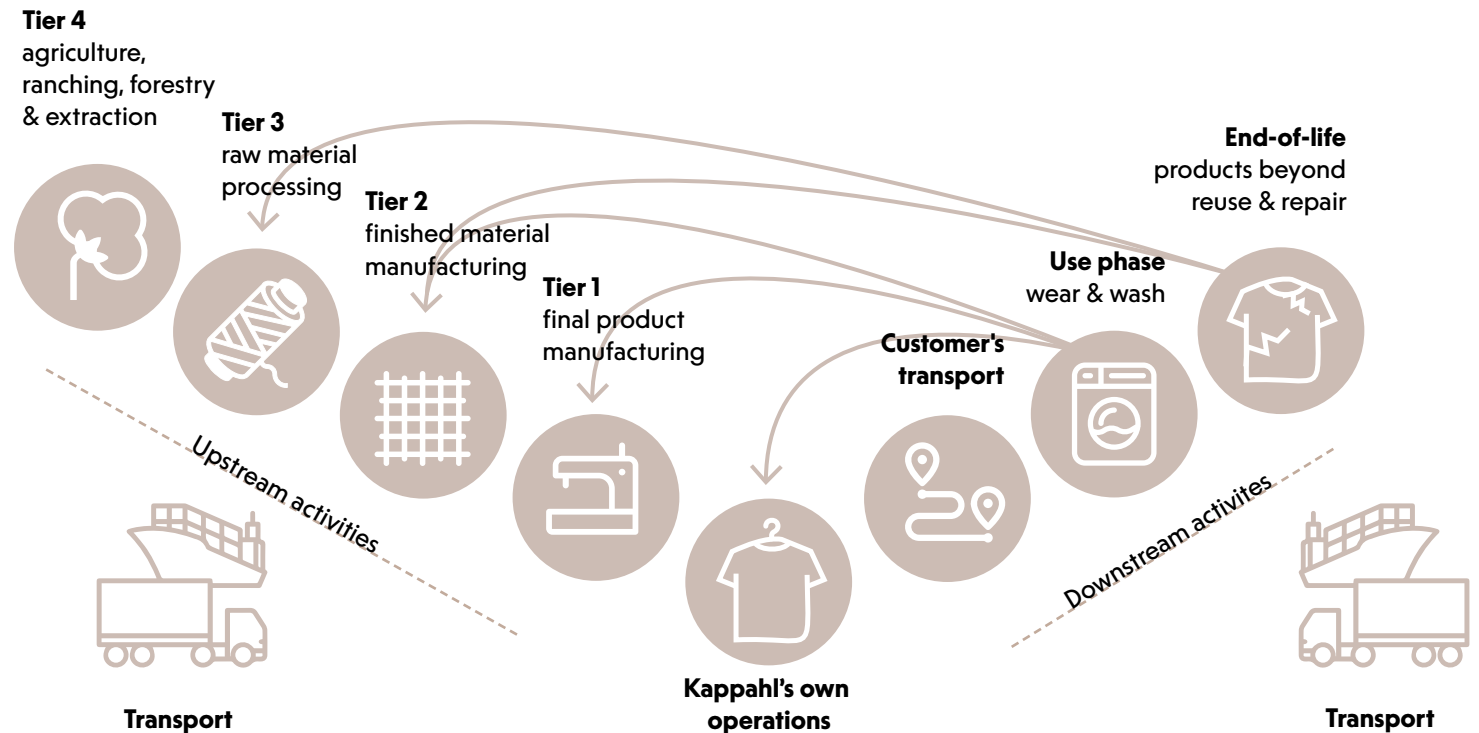 Tier 4
agriculture,
ranching, forestry
& extraction
Tier 3
raw material
processing
Tier 2
finished material
manufacturing
Tier 1
final product
manufacturing
Kappahl's own
operations
Customer's
transport
Use phase
wear & wash
End-of-life
products beyond
reuse & repair
Upstream activities
Downstream activites
Transport
Transport